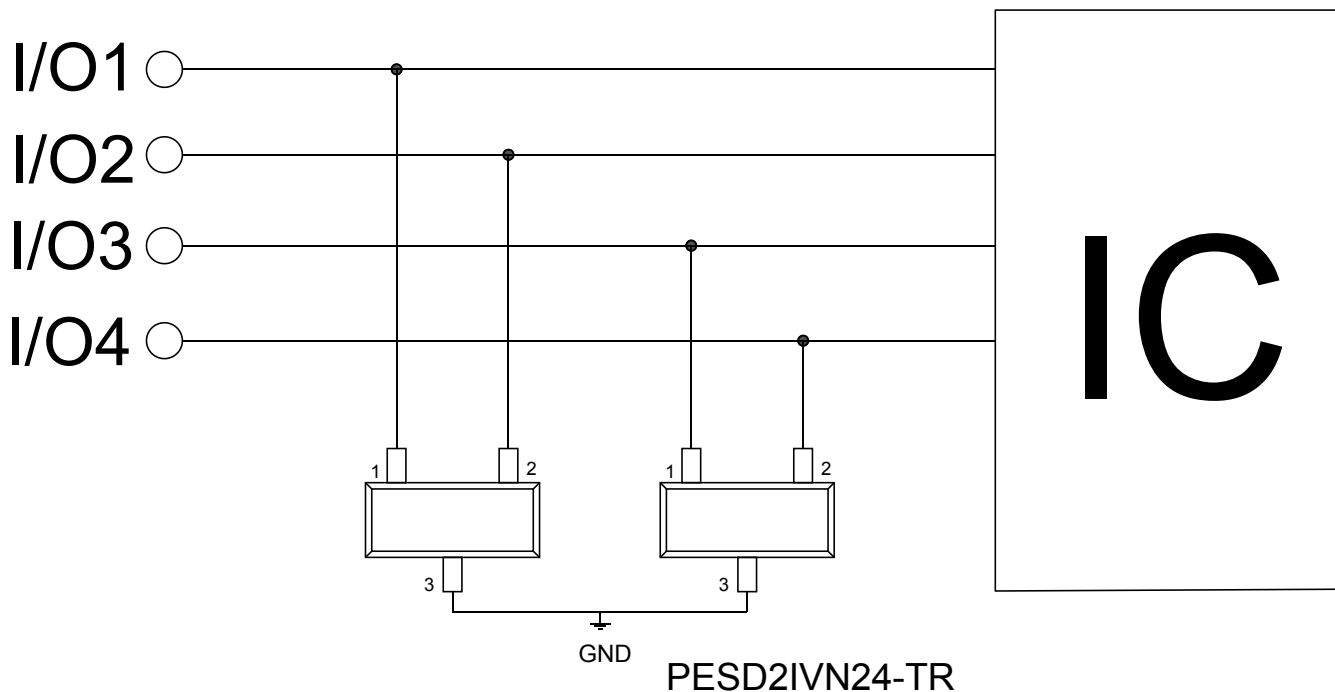 I/O1
I/O2
I/O3
I/O4
IC
1 2 1 2
3 3
GND
PESD2IVN24-TR